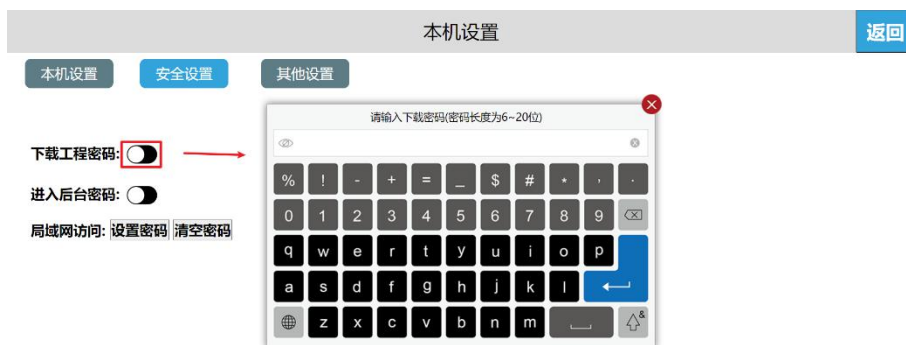 本机设置
返回
本机设置 安全设置 其他设置
请输入下载密码(密码长度为6~20位)
下载工程密码:
进入后台密码:
局域网访问: 设置密码 清空密码
% ! - + = _ $ # * , .
0 1 2 3 4 5 6 7 8 9
q w e r t y u i o p
a s d f g h j k l
z x c v b n m &